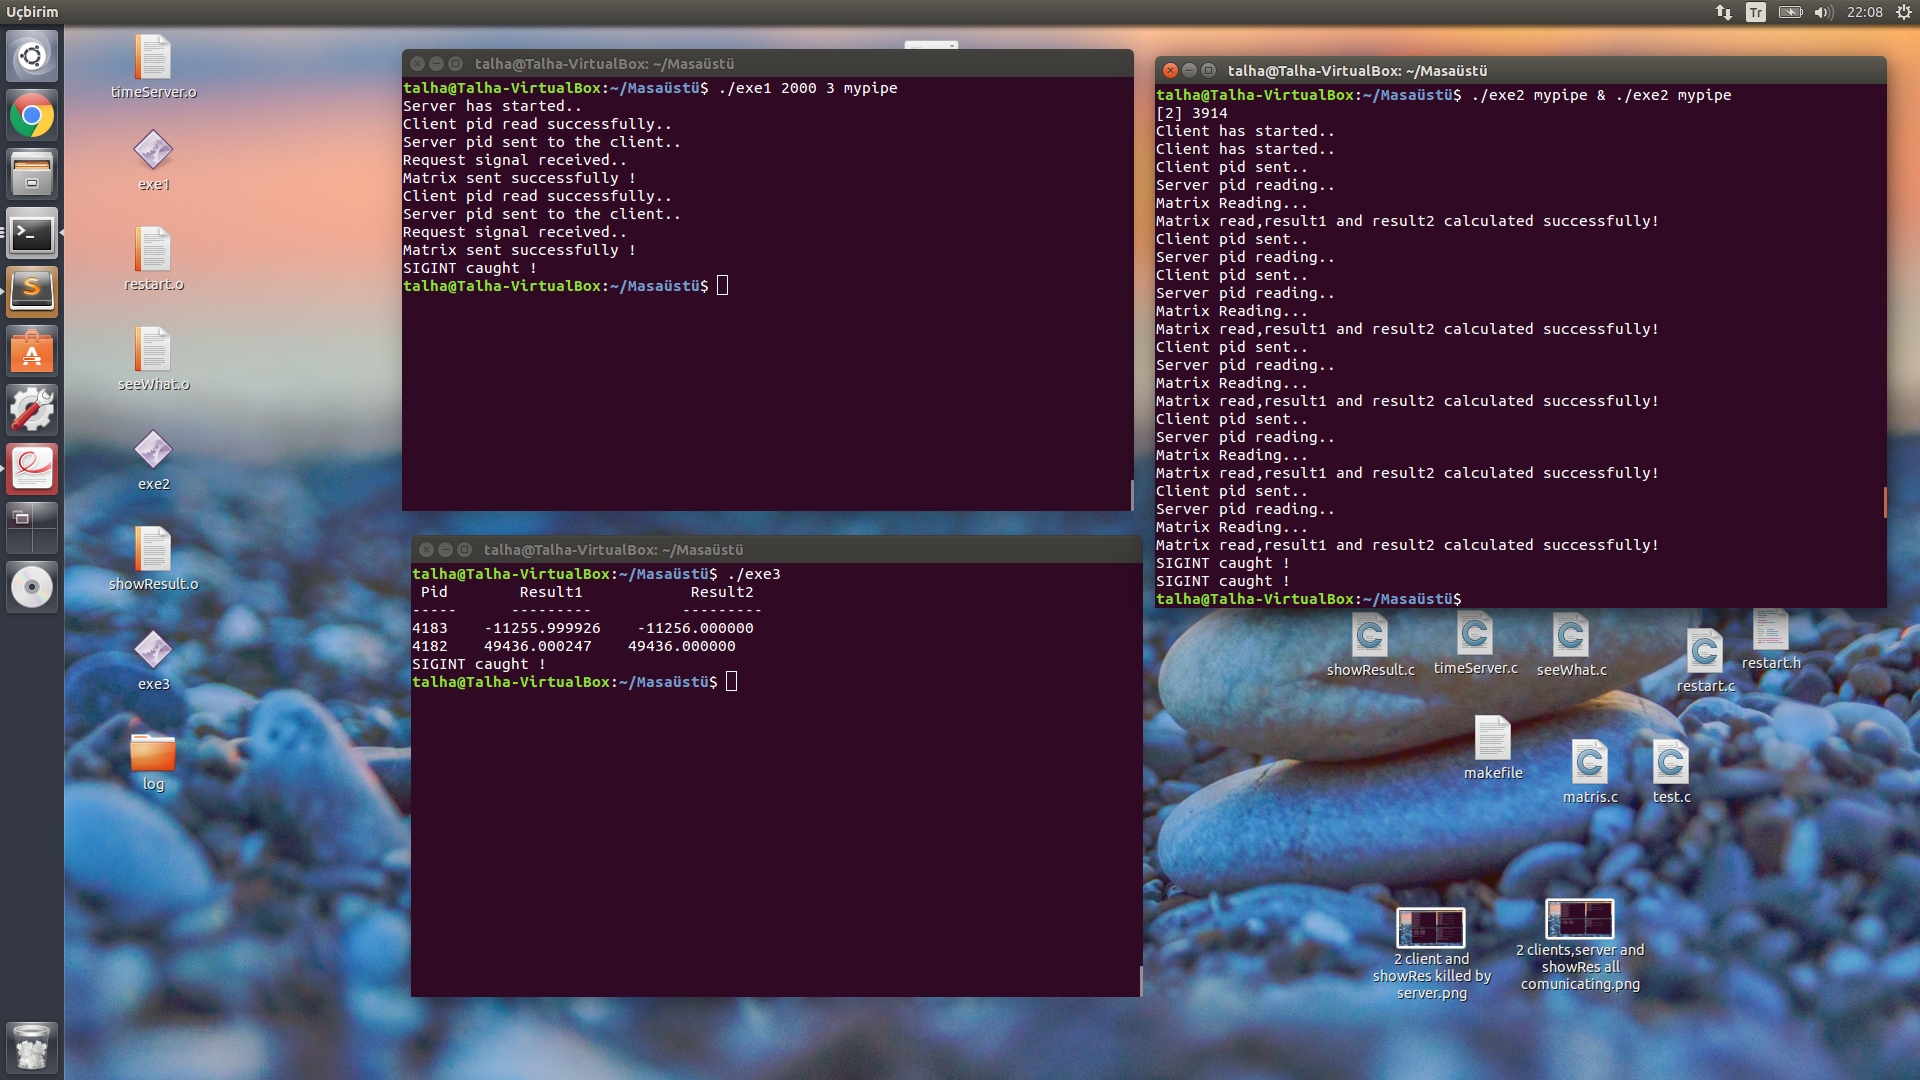 Uçbirim
Tr
22:08
timeServer.o
exe1
restart.o
seeWhat.o
exe2
showResult.o
exe3
log
talha@Talha-VirtualBox: ~/Masaüstü
talha@Talha-VirtualBox:~/Masaüstü$ ./exe1 2000 3 mypipe
Server has started..
Client pid read successfully..
Server pid sent to the client..
Request signal received..
Matrix sent successfully !
Client pid read successfully..
Server pid sent to the client..
Request signal received..
Matrix sent successfully !
SIGINT caught !
talha@Talha-VirtualBox:~/Masaüstü$
talha@Talha-VirtualBox: ~/Masaüstü
talha@Talha-VirtualBox:~/Masaüstü$ ./exe3
Pid Result1 Result2
----- --------- ---------
4183 -11255.999926 -11256.000000
4182 49436.000247 49436.000000
SIGINT caught !
talha@Talha-VirtualBox:~/Masaüstü$
talha@Talha-VirtualBox: ~/Masaüstü
talha@Talha-VirtualBox:~/Masaüstü$ ./exe2 mypipe & ./exe2 mypipe
[2] 3914
Client has started..
Client has started..
Client pid sent..
Server pid reading..
Matrix Reading...
Matrix read,result1 and result2 calculated successfully!
Client pid sent..
Server pid reading..
Client pid sent..
Server pid reading..
Matrix Reading...
Matrix read,result1 and result2 calculated successfully!
Client pid sent..
Server pid reading..
Matrix Reading...
Matrix read,result1 and result2 calculated successfully!
Client pid sent..
Server pid reading..
Matrix Reading...
Matrix read,result1 and result2 calculated successfully!
Client pid sent..
Server pid reading..
Matrix Reading...
Matrix read,result1 and result2 calculated successfully!
SIGINT caught !
SIGINT caught !
talha@Talha-VirtualBox:~/Masaüstü$
showResult.c
timeServer.c
seeWhat.c
restart.c
restart.h
makefile
matris.c
test.c
2 client and
showRes killed by
server.png
2 clients,server and
showRes all
comunicating.png